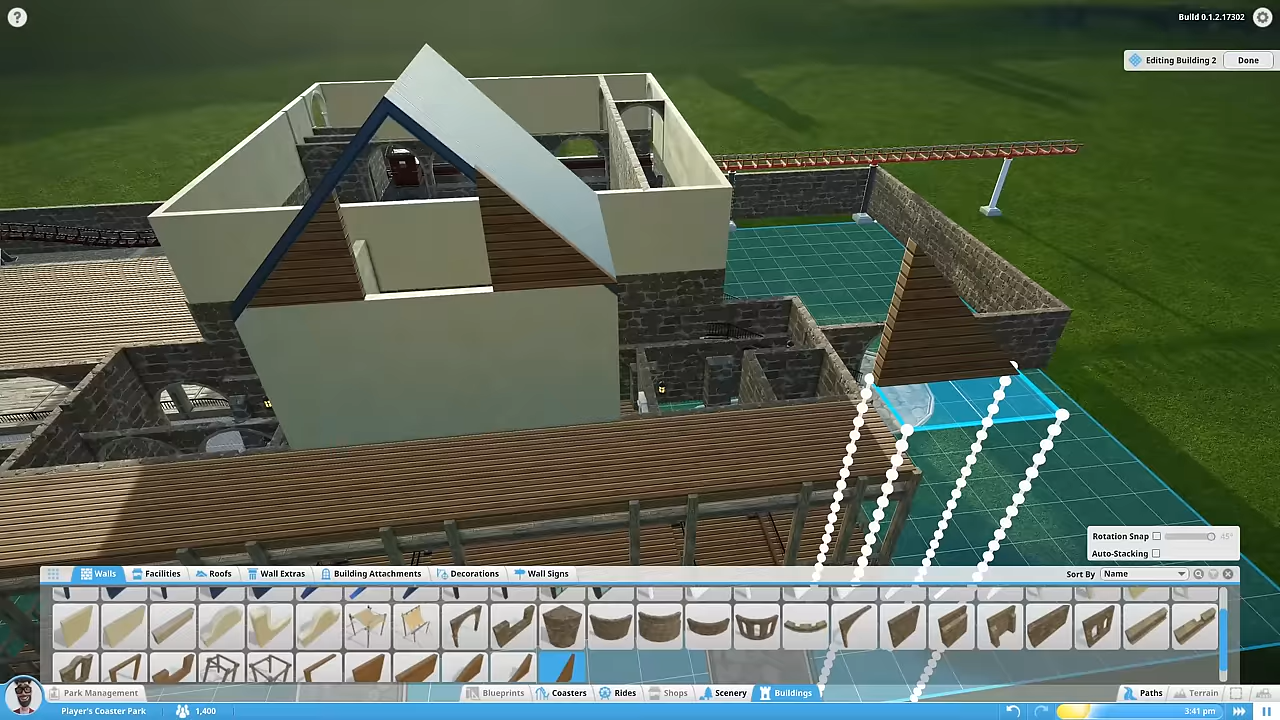 ?
Build 0.1.2.17302
Editing Building 2
Done
Rotation Snap
45°
Auto-Stacking
Walls
Facilities
Roofs
Wall Extras
Building Attachments
Decorations
Wall Signs
Sort By
Name
Park Management
Blueprints
Coasters
Rides
Shops
Scenery
Buildings
Paths
Terrain
Player's Coaster Park
1,400
3:41 pm